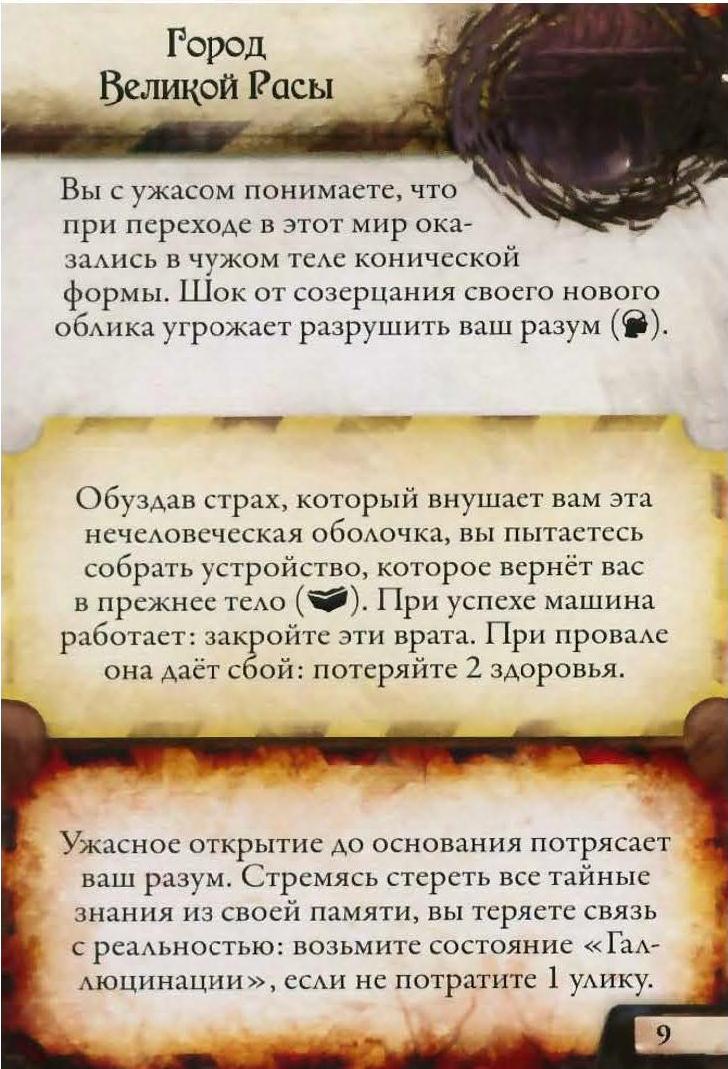 Город
Великой Расы
Вы с ужасом понимаете, что
при переходе в этот мир ока-
зались в чужом теле конической
формы. Шок от созерцания своего нового
облика угрожает разрушить ваш разум ().
Обуздав страх, который внушает вам эта
нечеловеческая оболочка, вы пытаетесь
собрать устройство, которое вернёт вас
в прежнее тело (). При успехе машина
работает: закройте эти врата. При провале
она даёт сбой: потеряйте 2 здоровья.
Ужасное открытие до основания потрясает
ваш разум. Стремясь стереть все тайные
знания из своей памяти, вы теряете связь
с реальностью: возьмите состояние «Гал-
люцинации», если не потратите 1 улику.
9